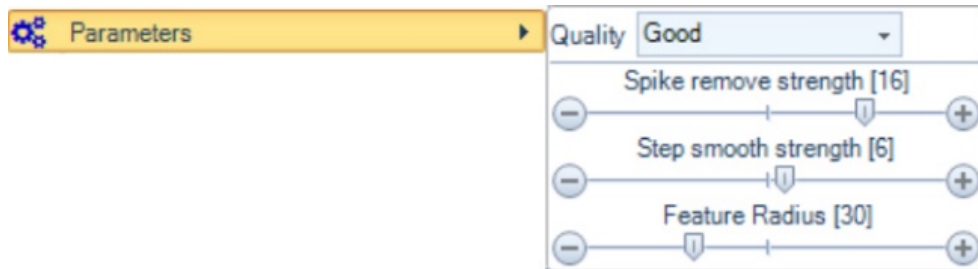 Parameters
Quality Good
Spike remove strength [16]
Step smooth strength [6]
Feature Radius [30]